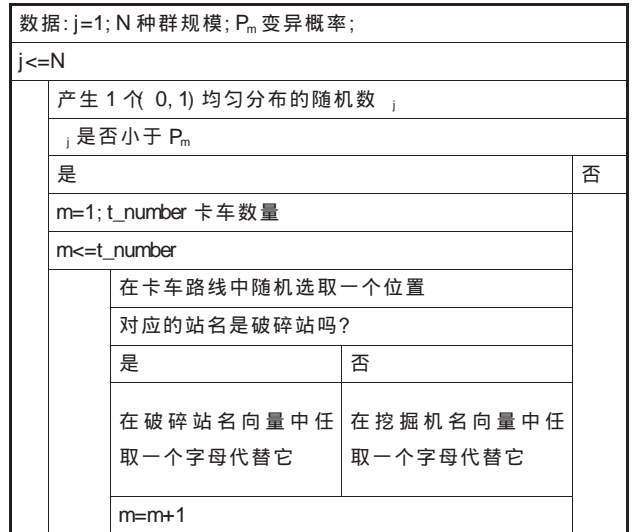 数据: j=1; N 种群规模; Pm 变异概率;
j<=N
产生 1 个( 0, 1) 均匀分布的随机数 j
j 是否小于 Pm
是 否
m=1; t_number 卡车数量
m<=t_number
在卡车路线中随机选取一个位置
对应的站名是破碎站吗?
是 否
在破碎站名向量中任 在挖掘机名向量中任
取一个字母代替它 取一个字母代替它
m=m+1